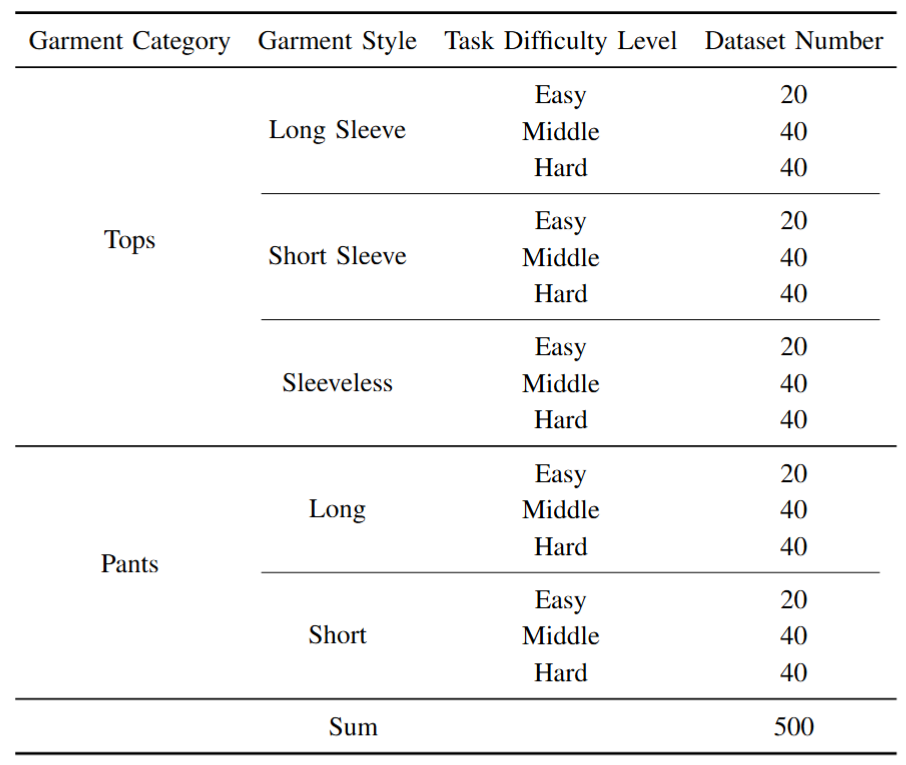 Garment Category Garment Style Task Difficulty Level Dataset Number
Easy 20
Long Sleeve Middle 40
Hard 40
Easy 20
Tops Short Sleeve Middle 40
Hard 40
Easy 20
Sleeveless Middle 40
Hard 40
Easy 20
Long Middle 40
Hard 40
Pants
Easy 20
Short Middle 40
Hard 40
Sum 500